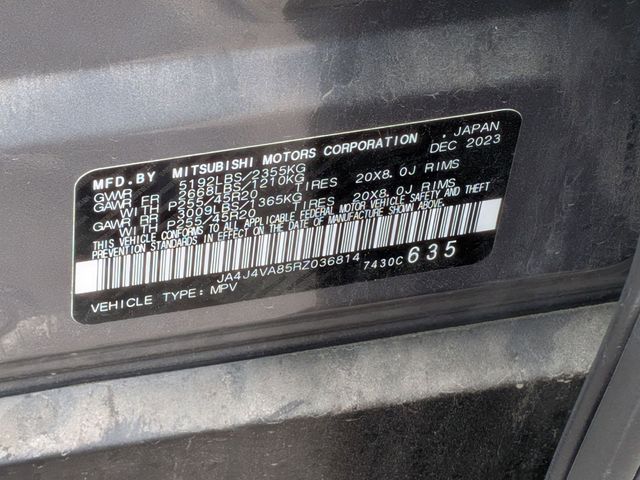 MFD.BY MITSUBISHI MOTORS CORPORATION . JAPAN
GVWR 5192LBS/2355KG DEC 2023
GAWR FR 2668LBS/1210KG TIRES 20X8.0J RIMS
WITH P255/45R20
GAWR RR 3009LBS/1365KG TIRES 20X8.0J RIMS
WITH P255/45R20
THIS VEHICLE CONFORMS TO ALL APPLICABLE FEDERAL MOTOR VEHICLE SAFETY AND THEFT
PREVENTION STANDARDS IN EFFECT ON THE DATE OF MANUFACTURE SHOWN ABOVE.
JA4J4VA85RZ036814 7430C 635
VEHICLE TYPE: MPV